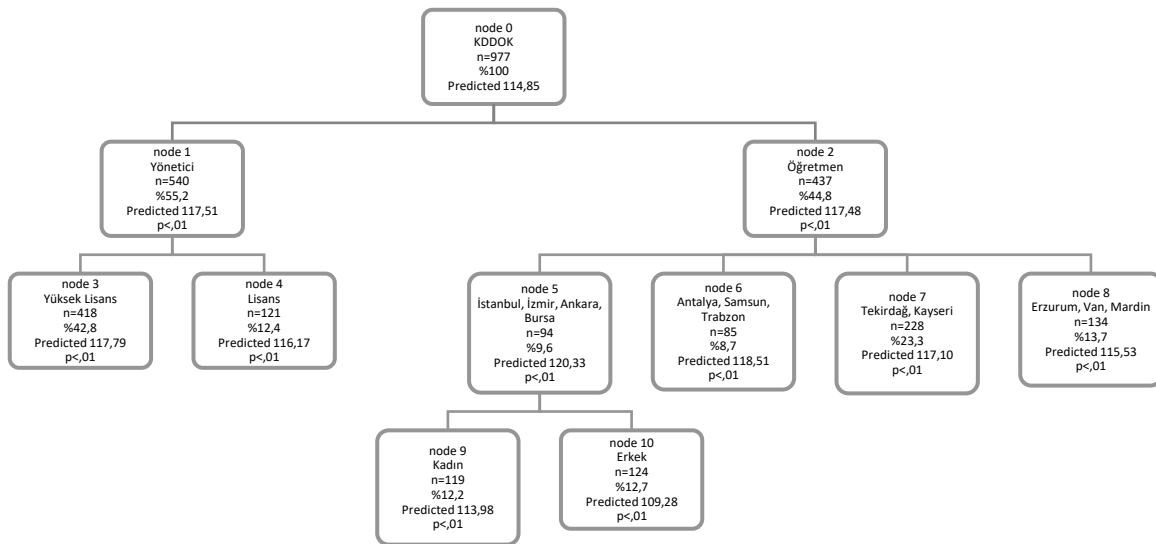 node 0
KDDOK
n=977
%100
Predicted 114,85
node 1
Yönetici
n=540
%55,2
Predicted 117,51
p<,01
node 2
Öğretmen
n=437
%44,8
Predicted 117,48
p<,01
node 3
Yüksek Lisans
n=418
%42,8
Predicted 117,79
p<,01
node 4
Lisans
n=121
%12,4
Predicted 116,17
p<,01
node 5
İstanbul, İzmir, Ankara,
Bursa
n=94
%9,6
Predicted 120,33
p<,01
node 6
Antalya, Samsun,
Trabzon
n=85
%8,7
Predicted 118,51
p<,01
node 7
Tekirdağ, Kayseri
n=228
%23,3
Predicted 117,10
p<,01
node 8
Erzurum, Van, Mardin
n=134
%13,7
Predicted 115,53
p<,01
node 9
Kadın
n=119
%12,2
Predicted 113,98
p<,01
node 10
Erkek
n=124
%12,7
Predicted 109,28
p<,01